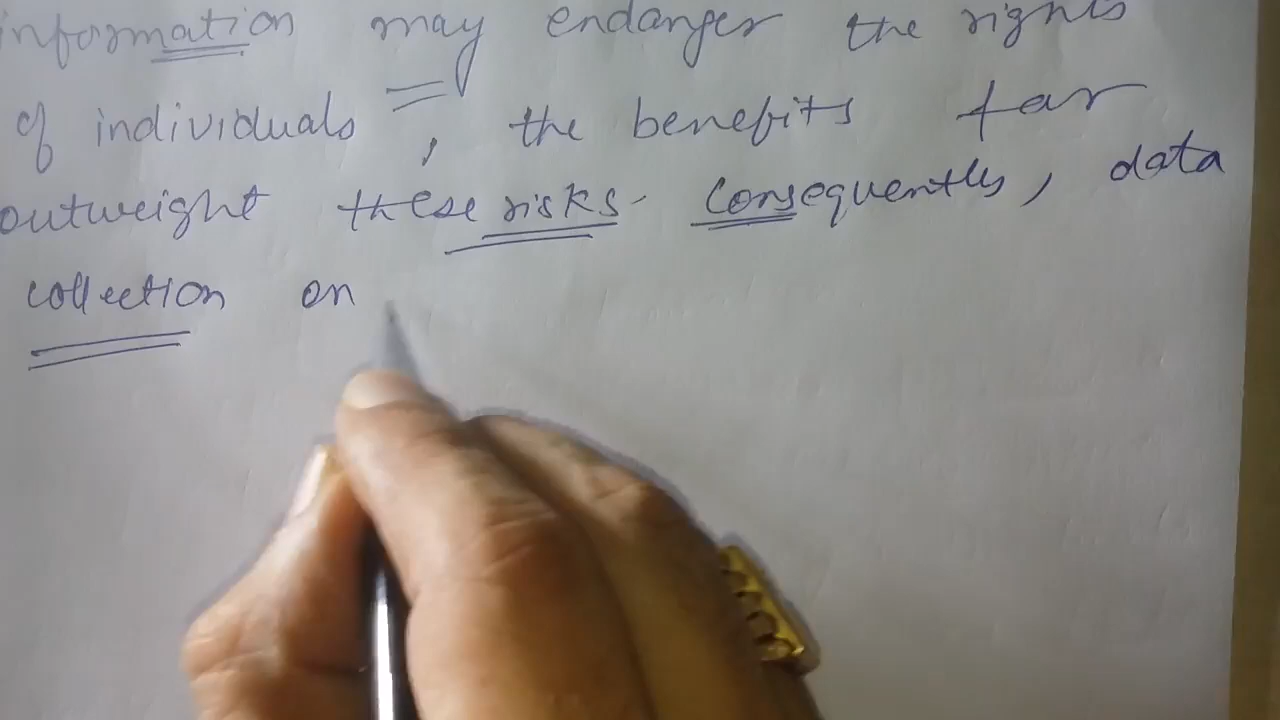 information may endanger the rights
of individuals, the benefits far
outweight these risks. Consequently, data
collection on